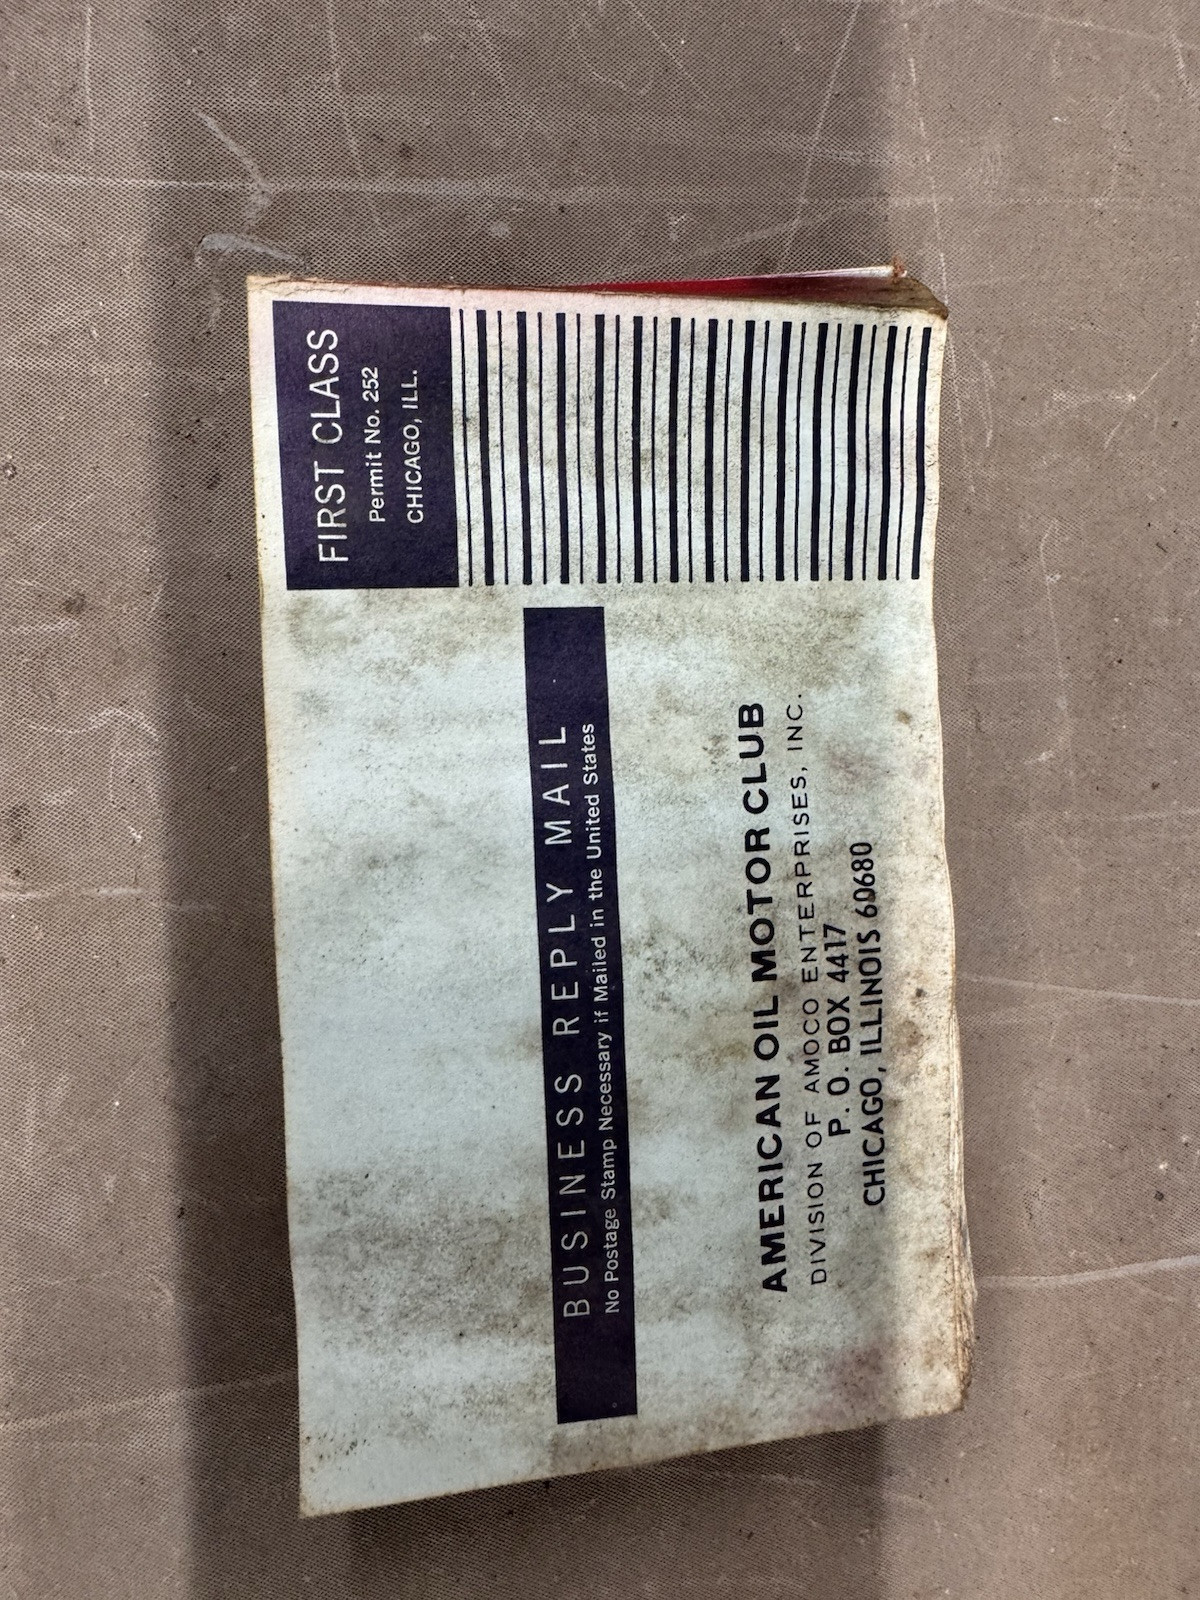 FIRST CLASS
Permit No. 252
CHICAGO, ILL.
BUSINESS REPLY MAIL
No Postage Stamp Necessary if Mailed in the United States
AMERICAN OIL MOTOR CLUB
DIVISION OF AMOCO ENTERPRISES, INC.
P. O. BOX 4417
CHICAGO, ILLINOIS 60680